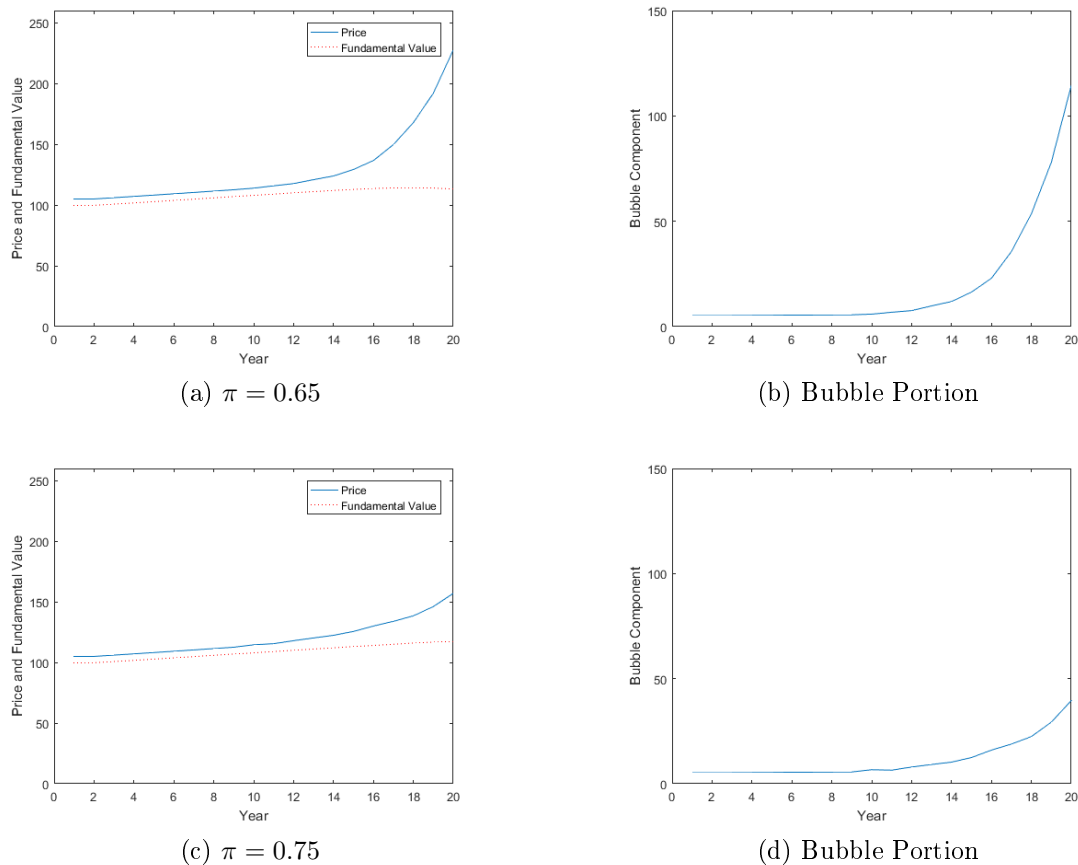 250
200
150
100
50
0
Price and Fundamental Value
Price
Fundamental Value
0 2 4 6 8 10 12 14 16 18 20
Year
(a) π = 0.65
150
100
50
0
Bubble Component
0 2 4 6 8 10 12 14 16 18 20
Year
(b) Bubble Portion
250
200
150
100
50
0
Price and Fundamental Value
Price
Fundamental Value
0 2 4 6 8 10 12 14 16 18 20
Year
(c) π = 0.75
150
100
50
0
Bubble Component
0 2 4 6 8 10 12 14 16 18 20
Year
(d) Bubble Portion